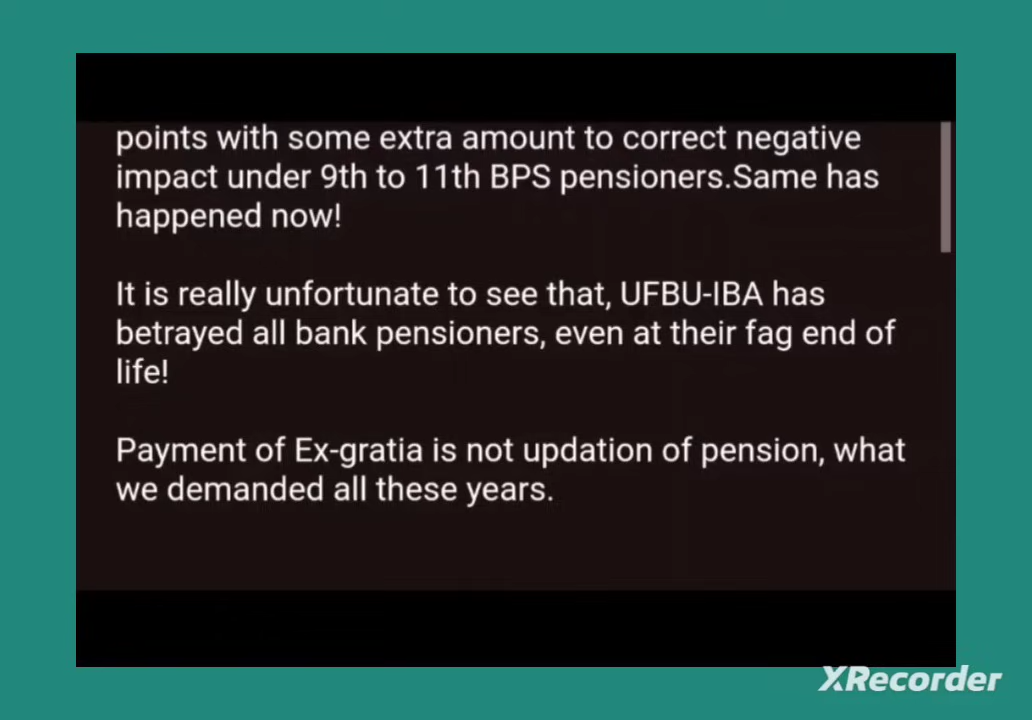 points with some extra amount to correct negative
impact under 9th to 11th BPS pensioners.Same has
happened now!
It is really unfortunate to see that, UFBU-IBA has
betrayed all bank pensioners, even at their fag end of
life!
Payment of Ex-gratia is not updation of pension, what
we demanded all these years.
XRecorder